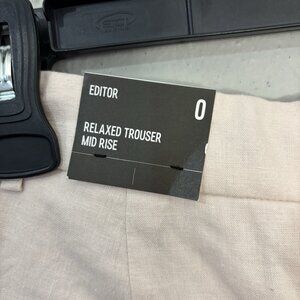 EDITOR
0
RELAXED TROUSER
MID RISE